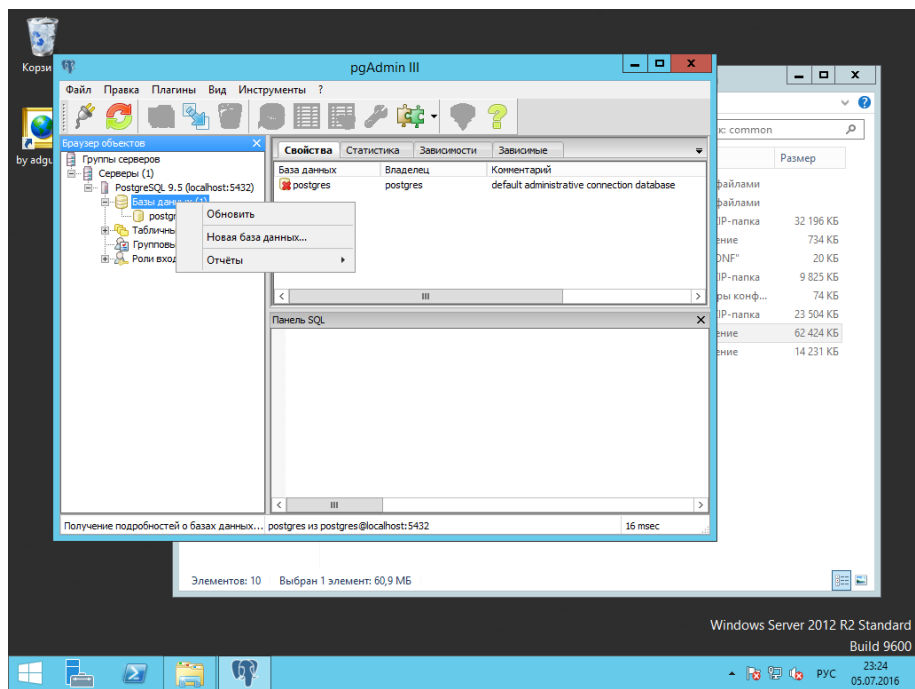 Корзи
by adgu
pgAdmin III
Файл Правка Плагины Вид Инструменты ?
Браузер объектов
Группы серверов
Серверы (1)
PostgreSQL 9.5 (localhost:5432)
Базы данных (1)
postgr
Табличны
Групповы
Роли вход
Обновить
Новая база данных...
Отчёты
Свойства Статистика Зависимости Зависимые
База данных Владелец Комментарий
postgres postgres default administrative connection database
Панель SQL
Получение подробностей о базах данных... postgres из postgres@localhost:5432 16 msec
к: common
Размер
файлами
файлами
IP-папка 32 196 КБ
ение 734 КБ
ONF" 20 КБ
IP-папка 9 825 КБ
ры конф... 74 КБ
IP-папка 23 504 КБ
ение 62 424 КБ
ение 14 231 КБ
Элементов: 10 Выбран 1 элемент: 60,9 МБ
Windows Server 2012 R2 Standard
Build 9600
РУС
23:24
05.07.2016